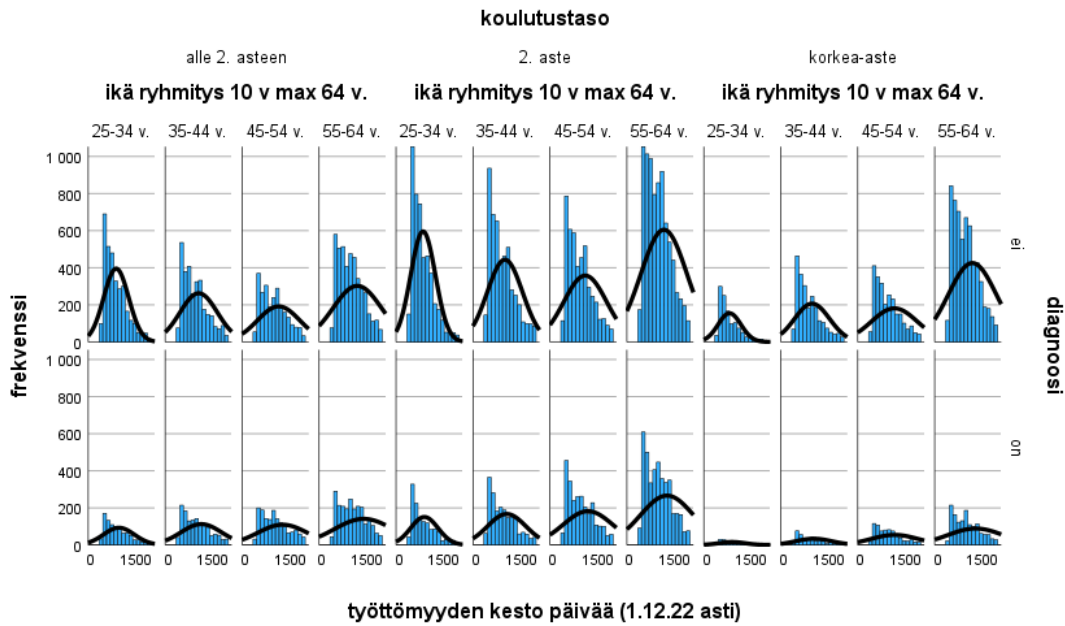 koulutustaso
alle 2. asteen 2. aste korkea-aste
ikä ryhmitys 10 v max 64 v. ikä ryhmitys 10 v max 64 v. ikä ryhmitys 10 v max 64 v.
25-34 v. 35-44 v. 45-54 v. 55-64 v. 25-34 v. 35-44 v. 45-54 v. 55-64 v. 25-34 v. 35-44 v. 45-54 v. 55-64 v.
1 000
800
600
400
200
0
ei
frekvenssi
diagnoosi
1 000
800
600
400
200
0
on
0 1500 0 1500 0 1500 0 1500 0 1500 0 1500 0 1500 0 1500 0 1500 0 1500 0 1500 0 1500
työttömyyden kesto päivää (1.12.22 asti)